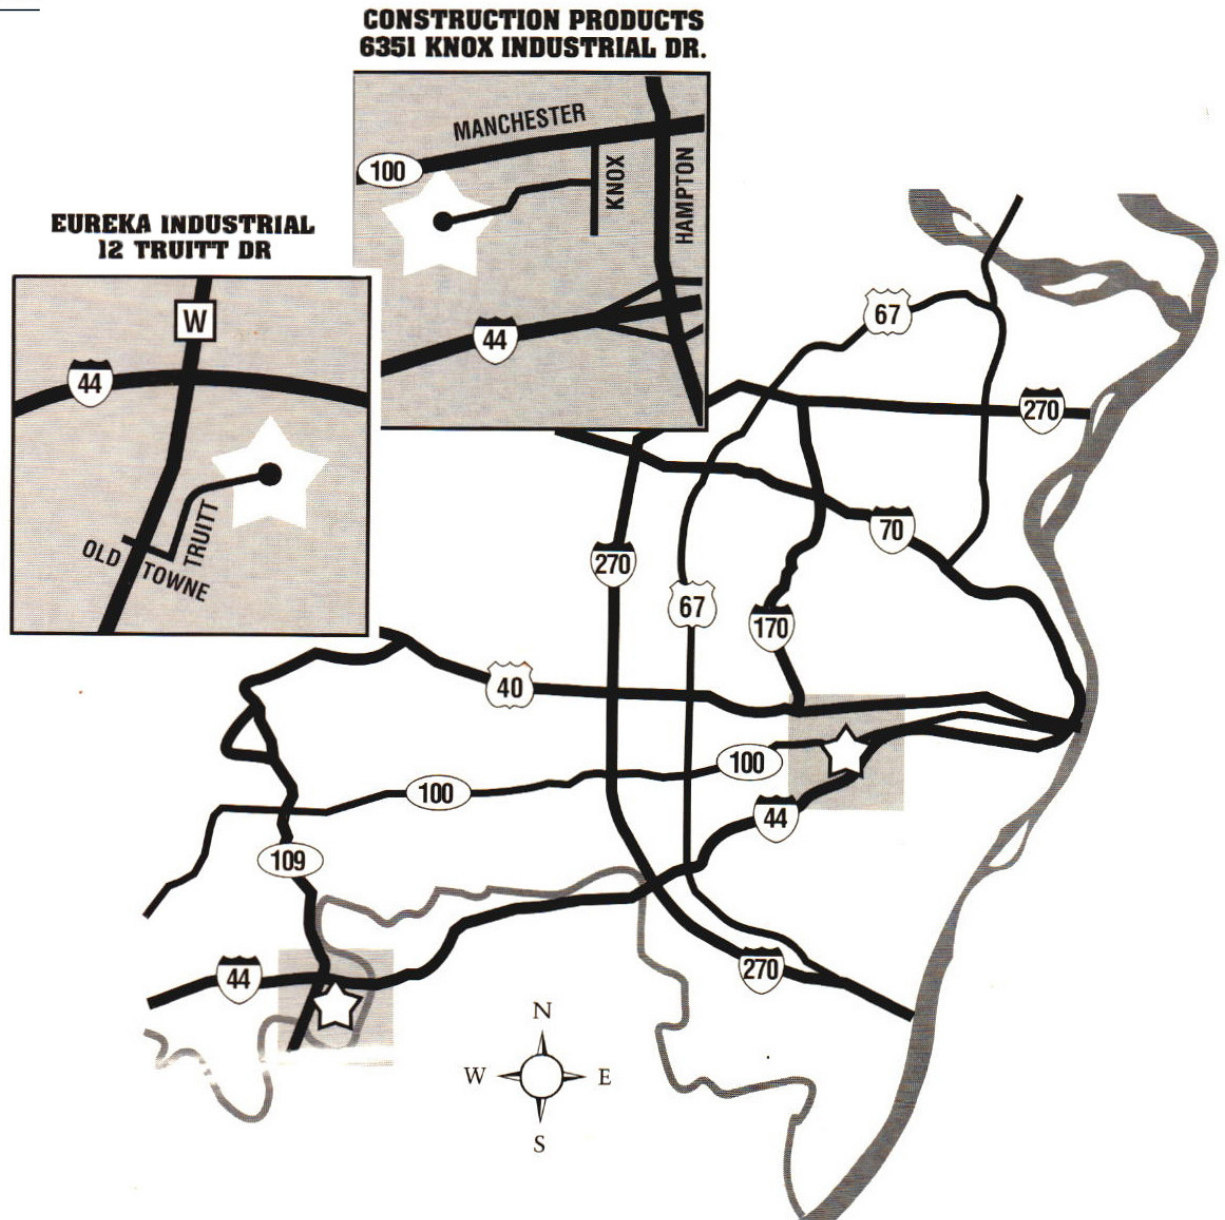 CONSTRUCTION PRODUCTS
6351 KNOX INDUSTRIAL DR.
MANCHESTER
100
KNOX
HAMPTON
44
EUREKA INDUSTRIAL
12 TRUITT DR
W
44
TRUITT
OLD
TOWNE
67
270
70
270
67
170
40
100
100
44
109
44
270
N
W
E
S